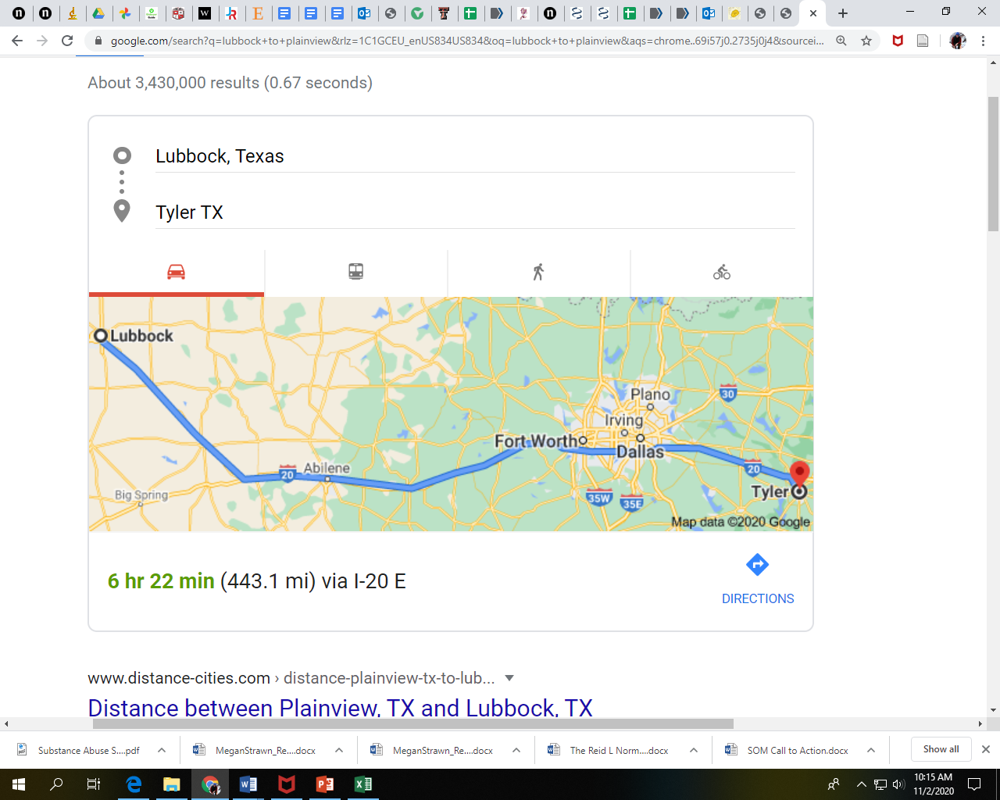 google.com/search?q=lubbock+to+plainview&rlz=1C1GCEU_enUS834US834&oq=lubbock+to+plainview&aqs=chrome..69i57j0.2735j0j4&sourcei...
About 3,430,000 results (0.67 seconds)
Lubbock, Texas
Tyler TX
Lubbock
Plano
30
Irving
Fort Worth
Dallas
20
Abilene
20
Big Spring
Tyler
35W
35E
Map data ©2020 Google
6 hr 22 min (443.1 mi) via I-20 E
DIRECTIONS
www.distance-cities.com › distance-plainview-tx-to-lub...
Distance between Plainview, TX and Lubbock, TX
Substance Abuse S....pdf
MeganStrawn_Re....docx
MeganStrawn_Re....docx
The Reid L Norm....docx
SOM Call to Action.docx
Show all
10:15 AM
11/2/2020